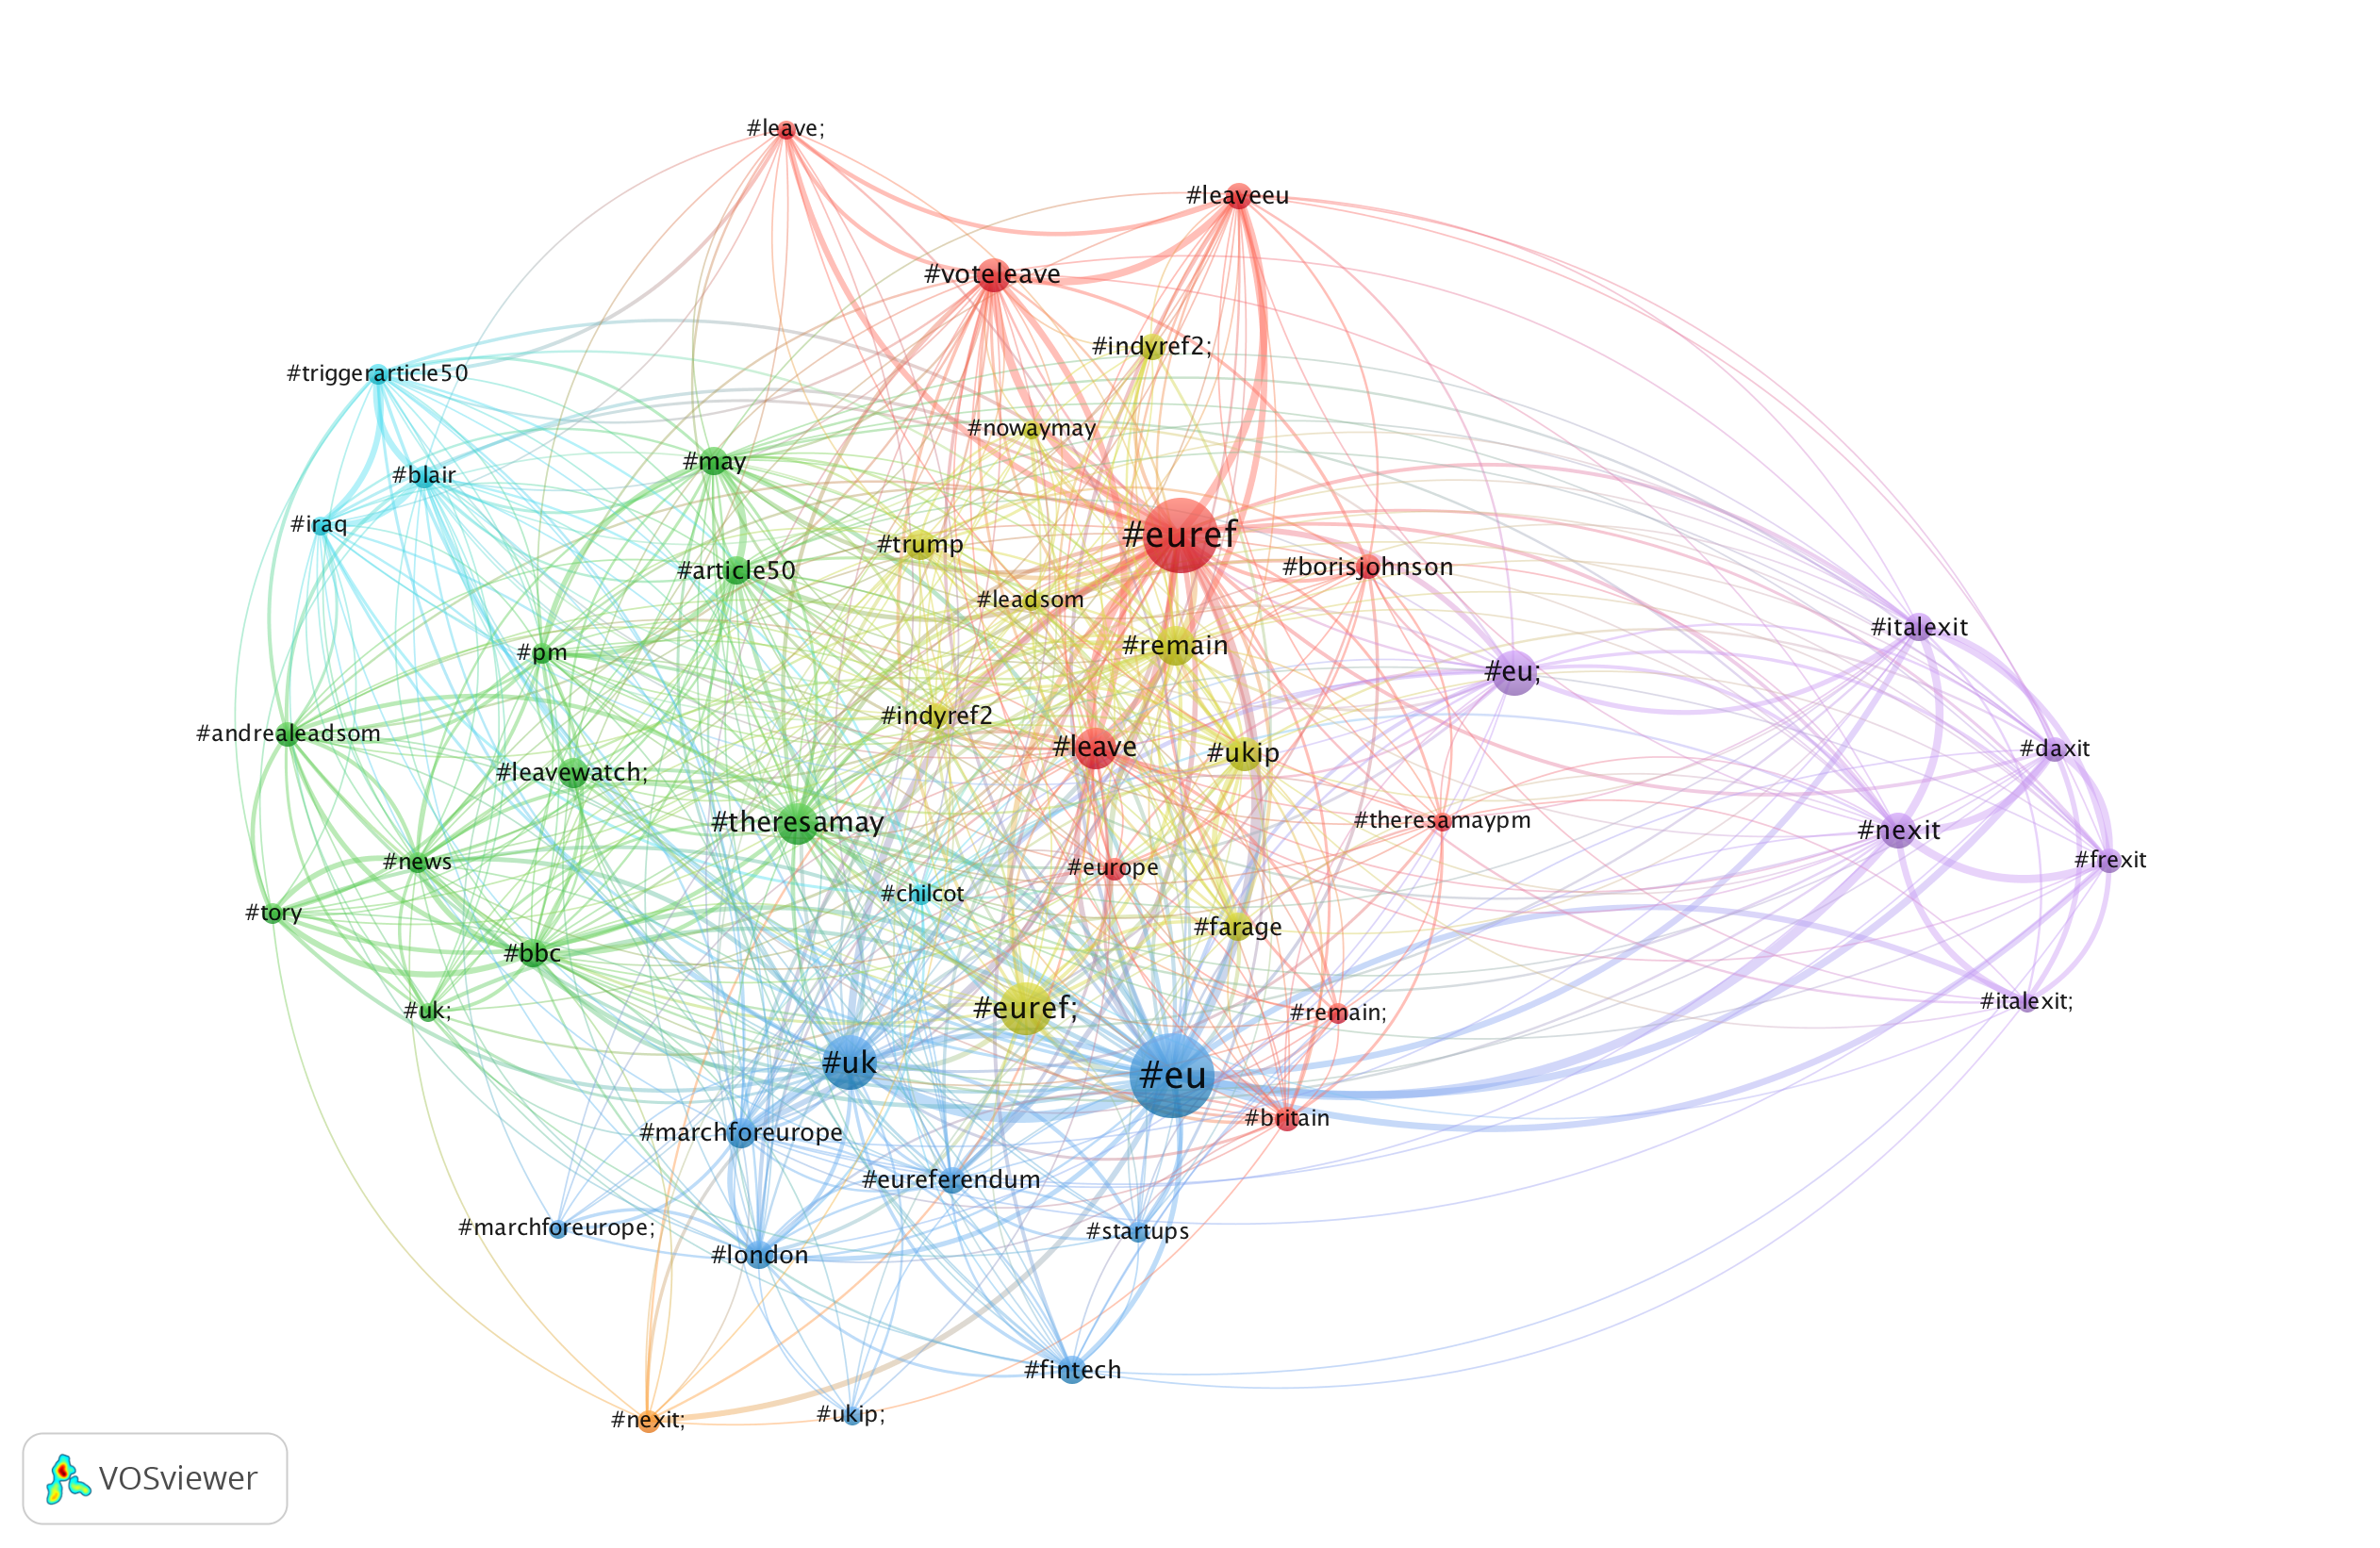 #leave;
#leaveeu
#voteleave
#indyref2;
#triggerarticle50
#nowaymay
#may
#blair
#iraq
#euref
#trump
#borisjohnson
#article50
#leadsom
#italexit
#remain
#pm
#eu;
#indyref2
#andrealeadsom
#leave
#ukip
#daxit
#leavewatch;
#theresamay
#theresamaypm
#nexit
#news
#europe
#frexit
#chilcot
#tory
#farage
#bbc
#italexit;
#uk;
#euref;
#remain;
#uk
#eu
#britain
#marchforeurope
#eureferendum
#marchforeurope;
#startups
#london
#fintech
#nexit;
#ukip;
VOSviewer